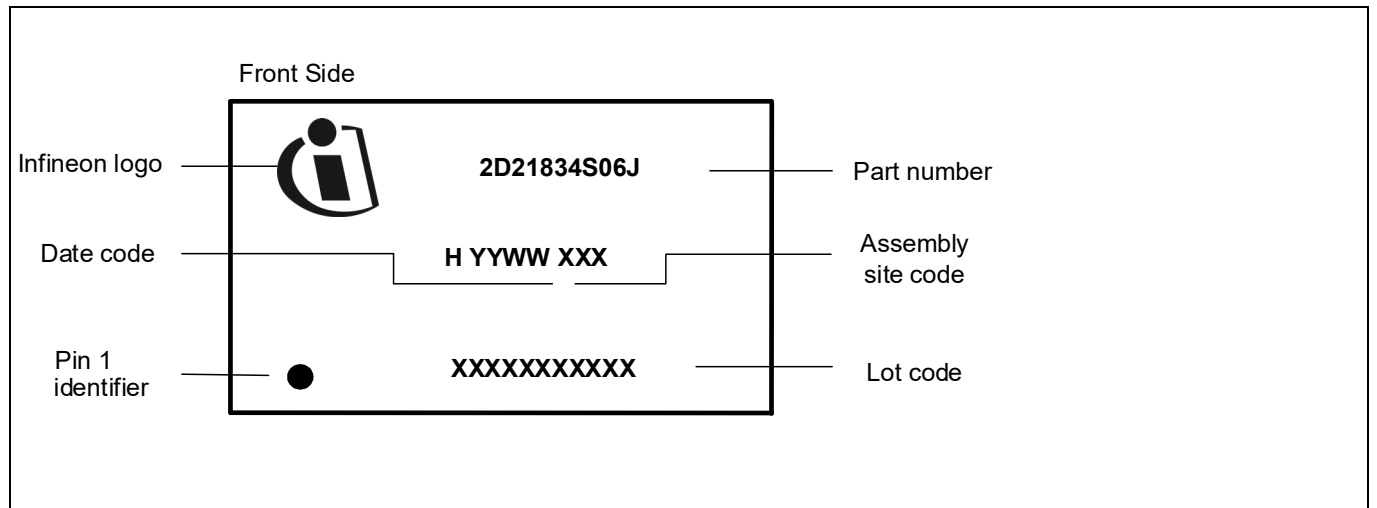 Front Side
Infineon logo
2D21834S06J
Part number
Date code
H YYWW XXX
Assembly
site code
Pin 1
identifier
XXXXXXXXXXX
Lot code